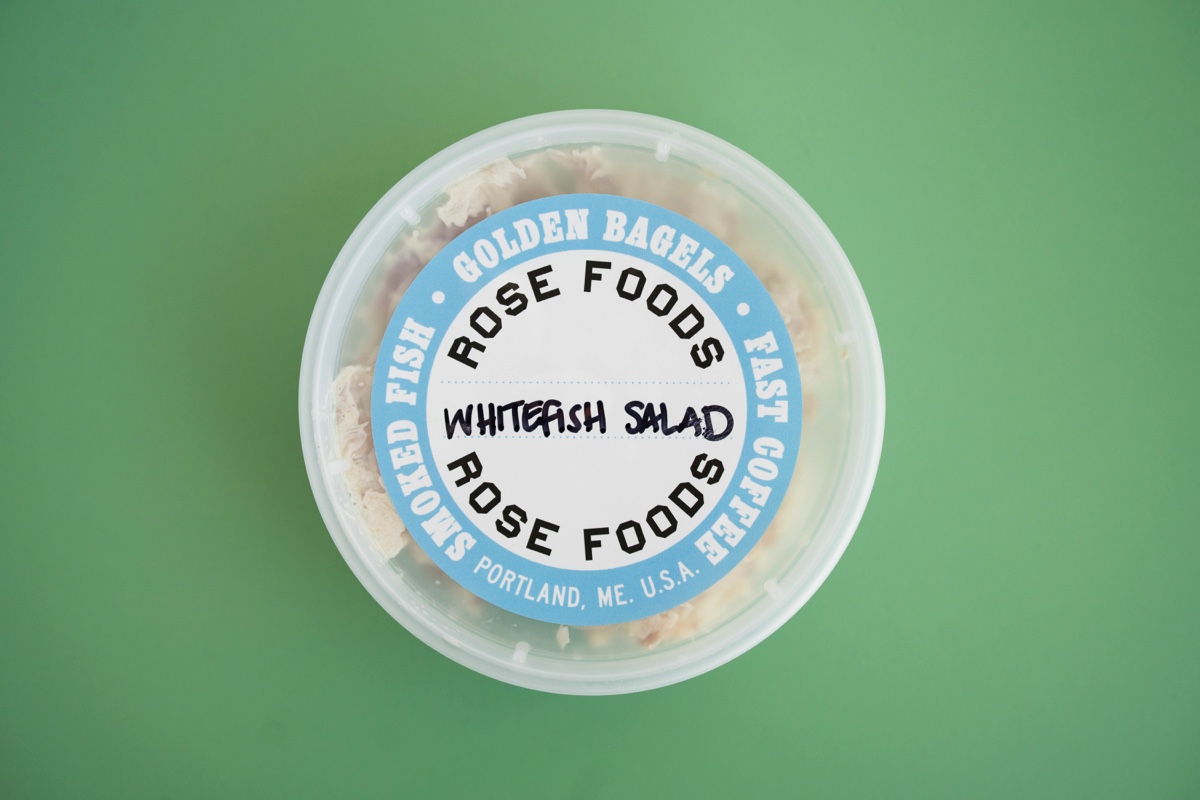 GOLDEN BAGELS • FAST COFFEE
SMOKED FISH •
ROSE FOODS
WHITEFISH SALAD
ROSE FOODS
PORTLAND, ME. U.S.A.